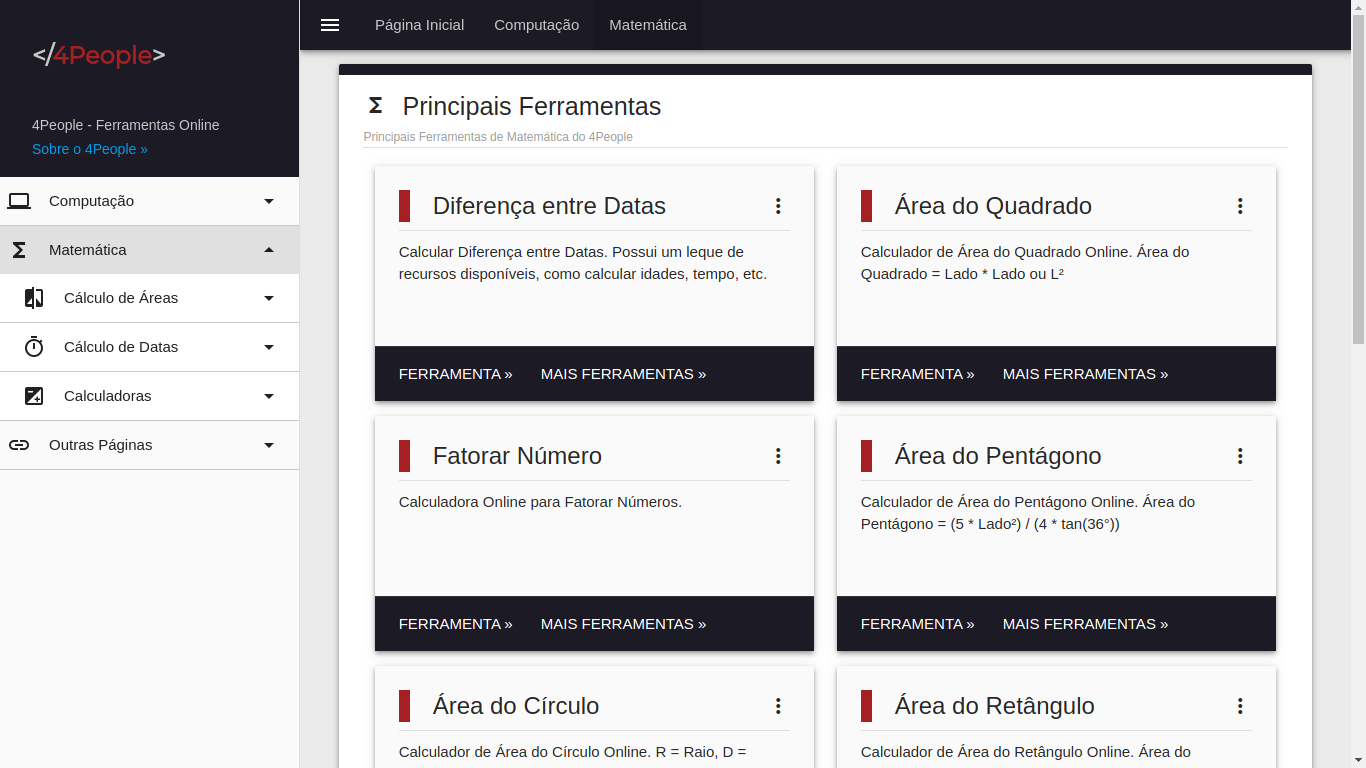 </4People>
4People - Ferramentas Online
Sobre o 4People »
Computação
Matemática
Cálculo de Áreas
Cálculo de Datas
Calculadoras
Outras Páginas
Página Inicial Computação Matemática
Principais Ferramentas
Principais Ferramentas de Matemática do 4People
Diferença entre Datas
Calcular Diferença entre Datas. Possui um leque de
recursos disponíveis, como calcular idades, tempo, etc.
FERRAMENTA » MAIS FERRAMENTAS »
Área do Quadrado
Calculador de Área do Quadrado Online. Área do
Quadrado = Lado * Lado ou L²
FERRAMENTA » MAIS FERRAMENTAS »
Fatorar Número
Calculadora Online para Fatorar Números.
FERRAMENTA » MAIS FERRAMENTAS »
Área do Pentágono
Calculador de Área do Pentágono Online. Área do
Pentágono = (5 * Lado²) / (4 * tan(36°))
FERRAMENTA » MAIS FERRAMENTAS »
Área do Círculo
Calculador de Área do Círculo Online. R = Raio, D =
Área do Retângulo
Calculador de Área do Retângulo Online. Área do